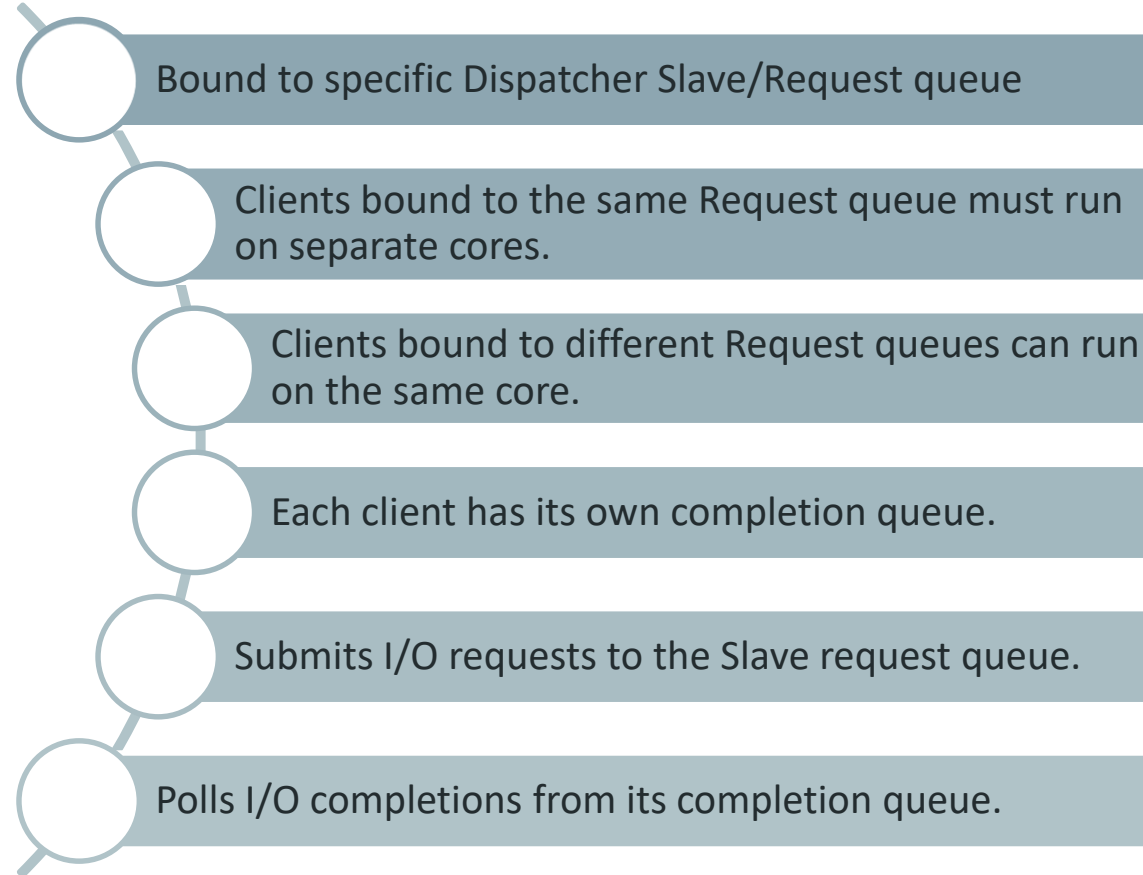 Bound to specific Dispatcher Slave/Request queue
Clients bound to the same Request queue must run
on separate cores.
Clients bound to different Request queues can run
on the same core.
Each client has its own completion queue.
Submits I/O requests to the Slave request queue.
Polls I/O completions from its completion queue.